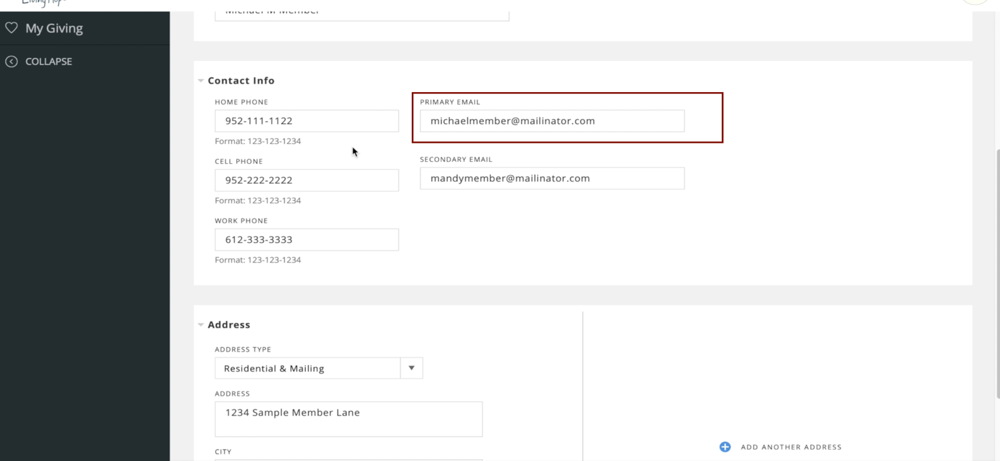 Living Hope
Michael M Member
My Giving
COLLAPSE
Contact Info
HOME PHONE
952-111-1122
Format: 123-123-1234
PRIMARY EMAIL
michaelmember@mailinator.com
CELL PHONE
952-222-2222
Format: 123-123-1234
SECONDARY EMAIL
mandymember@mailinator.com
WORK PHONE
612-333-3333
Format: 123-123-1234
Address
ADDRESS TYPE
Residential & Mailing
ADDRESS
1234 Sample Member Lane
CITY
ADD ANOTHER ADDRESS